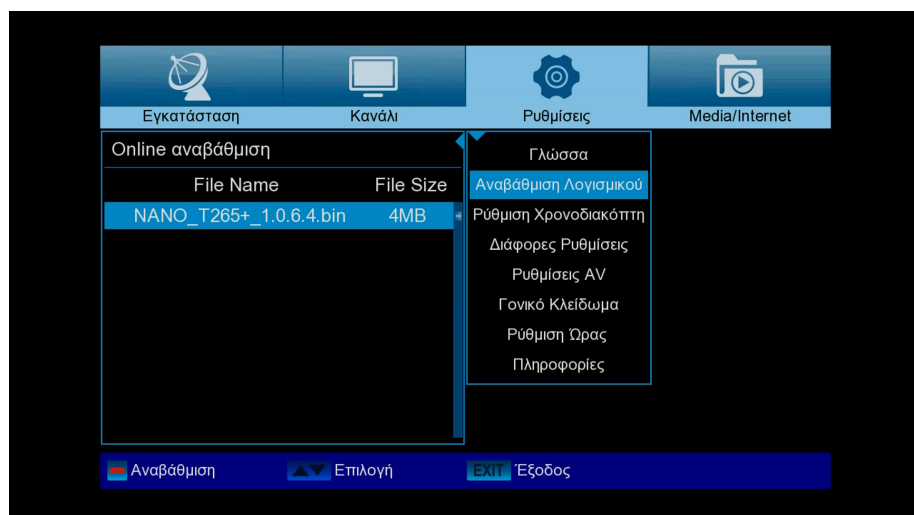 Εγκατάσταση
Κανάλι
Ρυθμίσεις
Media/Internet
Online αναβάθμιση
File Name File Size
NANO_T265+_1.0.6.4.bin 4MB
Γλώσσα
Αναβάθμιση Λογισμικού
Ρύθμιση Χρονοδιακόπτη
Διάφορες Ρυθμίσεις
Ρυθμίσεις AV
Γονικό Κλείδωμα
Ρύθμιση Ώρας
Πληροφορίες
Αναβάθμιση
Επιλογή
EXIT Έξοδος